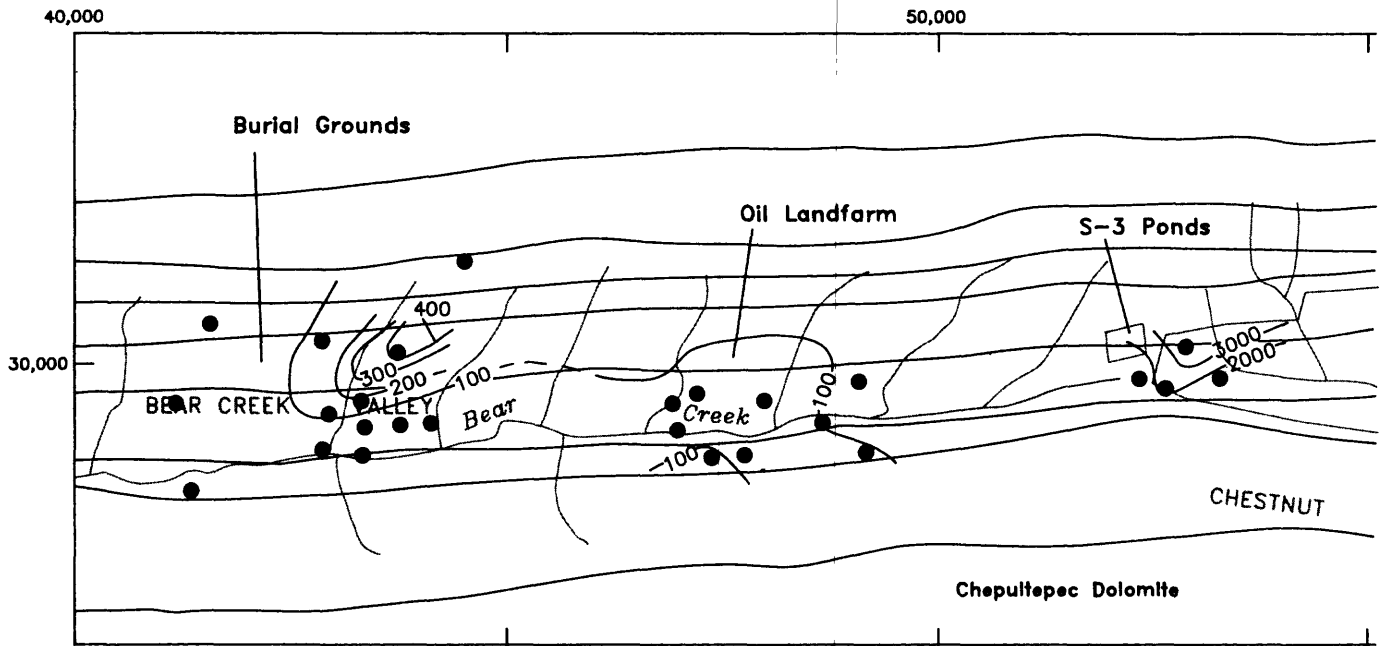 40,000
50,000
Burial Grounds
Oil Landfarm
S-3 Ponds
400
3000
2000
30,000
300
200
100
100
BEAR CREEK VALLEY
Bear Creek
100
CHESTNUT
Chepultepec Dolomite